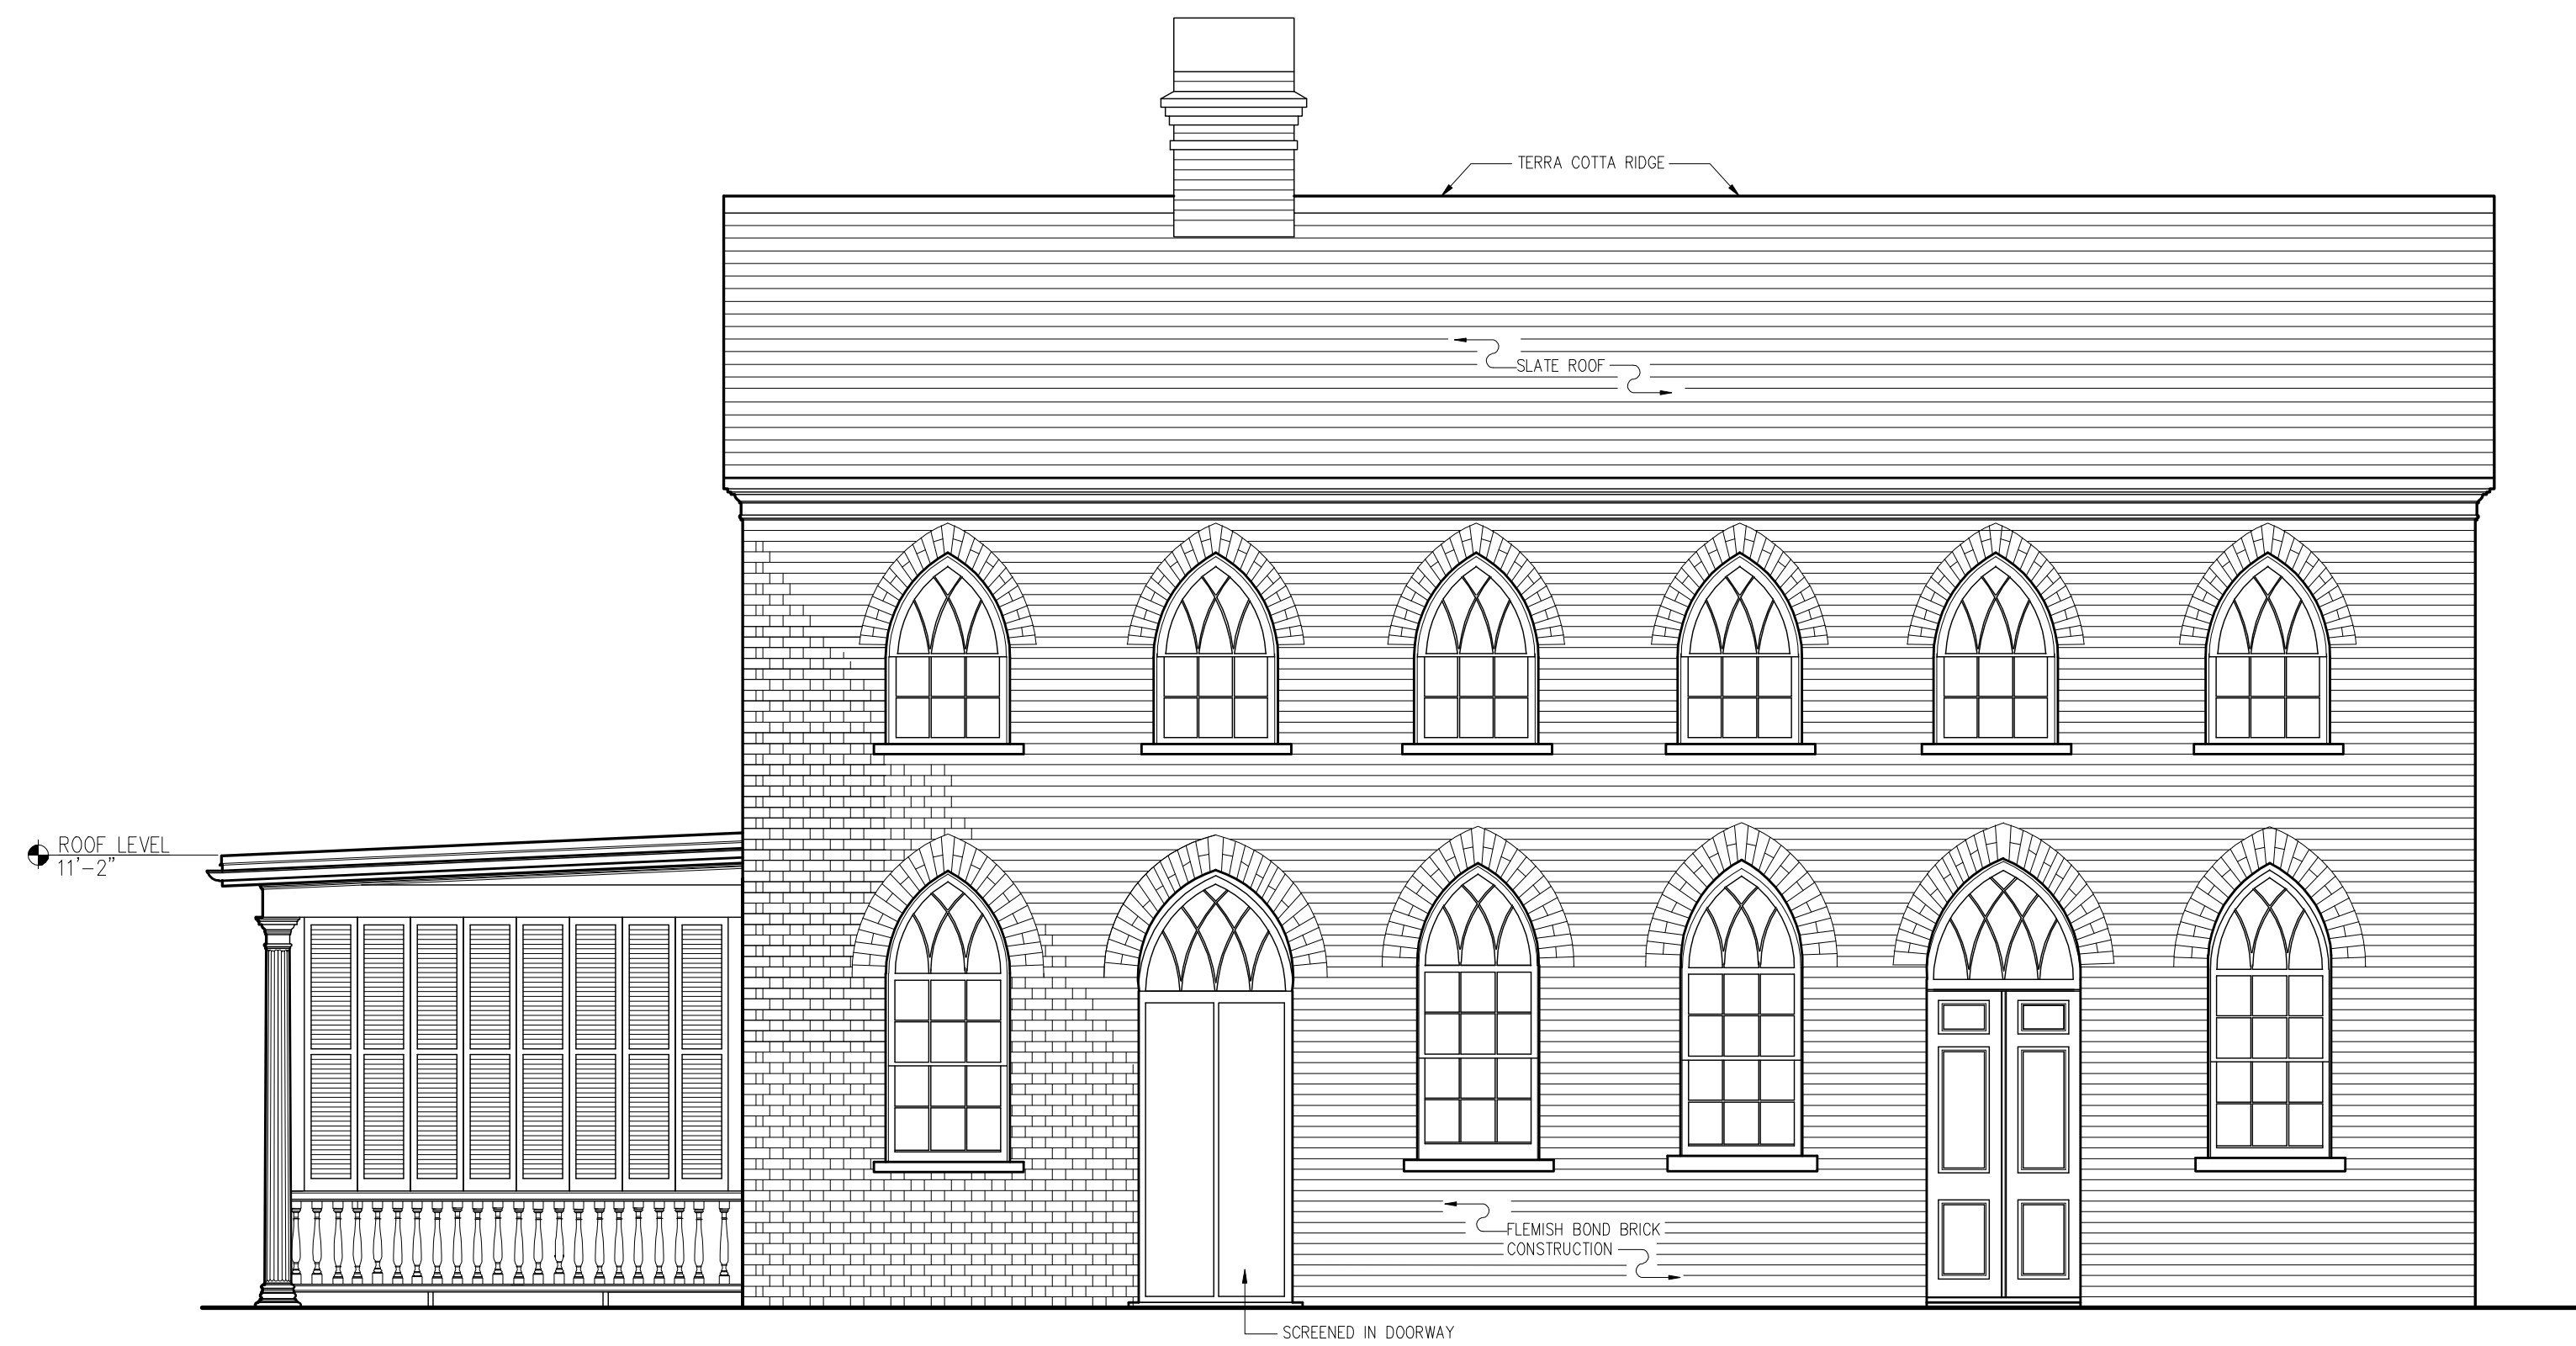 TERRA COTTA RIDGE
SLATE ROOF
ROOF LEVEL
11'-2"
FLEMISH BOND BRICK
CONSTRUCTION
SCREENED IN DOORWAY